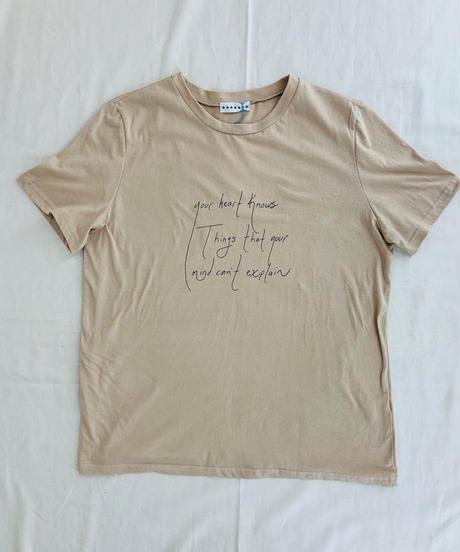 your heart Knows
Things that your
mind can't explain